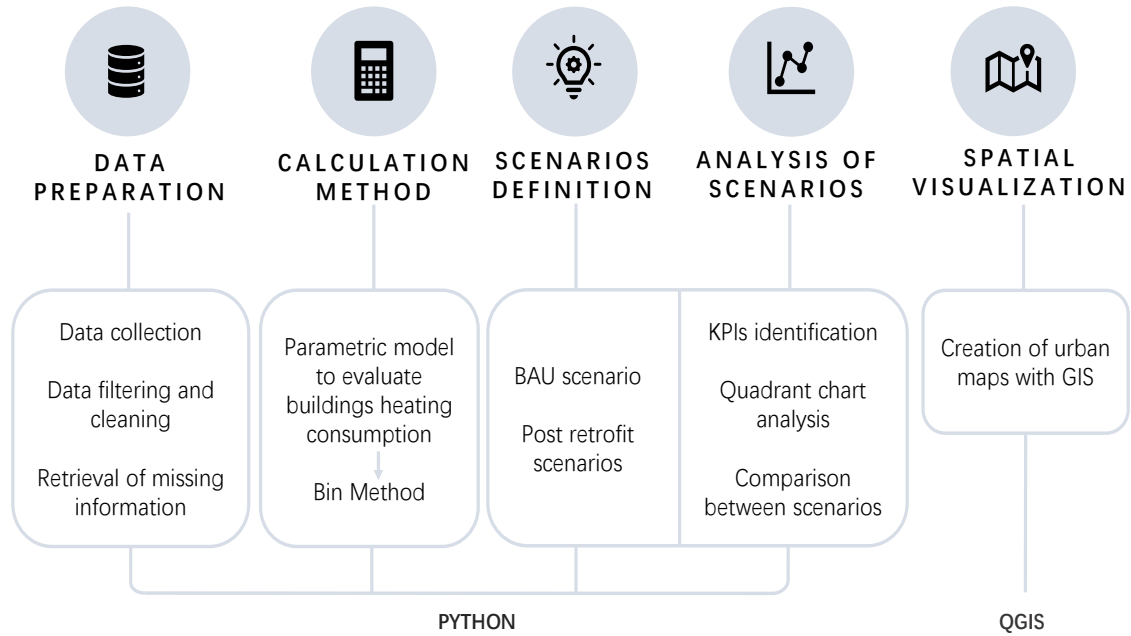 DATA
PREPARATION
CALCULATION
METHOD
SCENARIOS
DEFINITION
ANALYSIS OF
SCENARIOS
SPATIAL
VISUALIZATION
Data collection
Data filtering and
cleaning
Retrieval of missing
information
Parametric model
to evaluate
buildings heating
consumption
Bin Method
BAU scenario
Post retrofit
scenarios
KPIs identification
Quadrant chart
analysis
Comparison
between scenarios
Creation of urban
maps with GIS
PYTHON
QGIS